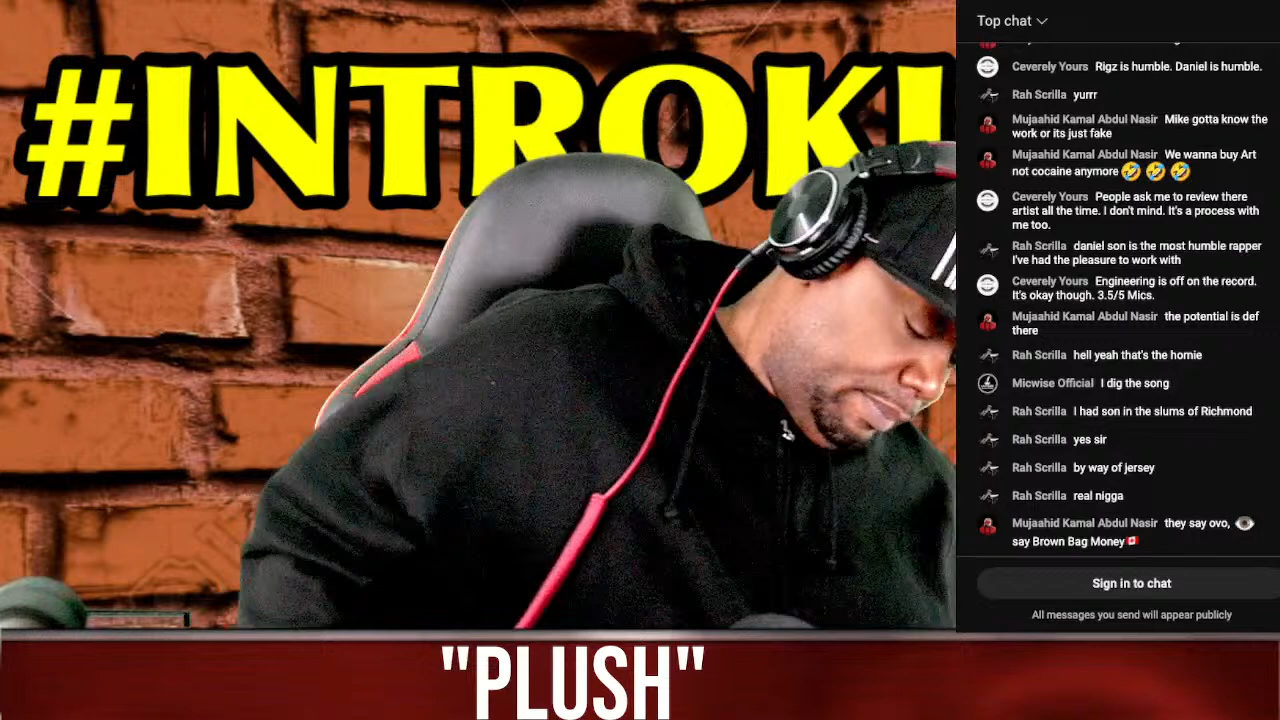 #INTROKI
Top chat
Ceverely Yours Rigz is humble. Daniel is humble.
Rah Scrilla yurrr
Mujaahid Kamal Abdul Nasir Mike gotta know the
work or its just fake
Mujaahid Kamal Abdul Nasir We wanna buy Art
not cocaine anymore 🤣 🤣 🤣
Ceverely Yours People ask me to review there
artist all the time. I don't mind. It's a process with
me too.
Rah Scrilla daniel son is the most humble rapper
I've had the pleasure to work with
Ceverely Yours Engineering is off on the record.
It's okay though. 3.5/5 Mics.
Mujaahid Kamal Abdul Nasir the potential is def
there
Rah Scrilla hell yeah that's the homie
Micwise Official I dig the song
Rah Scrilla I had son in the slums of Richmond
Rah Scrilla yes sir
Rah Scrilla by way of jersey
Rah Scrilla real nigga
Mujaahid Kamal Abdul Nasir they say ovo, 👁
say Brown Bag Money🇨🇦
Sign in to chat
All messages you send will appear publicly
"PLUSH"